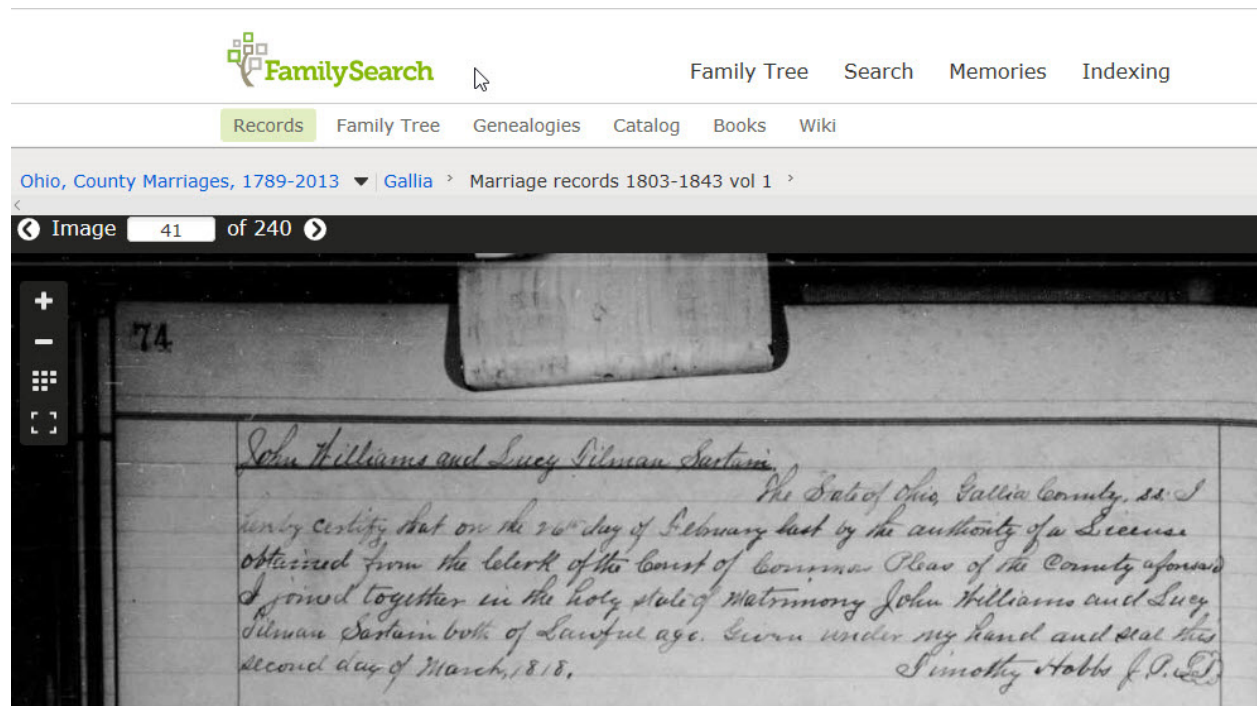 FamilySearch
Family Tree Search Memories Indexing
Records Family Tree Genealogies Catalog Books Wiki
Ohio, County Marriages, 1789-2013 ▼ | Gallia › Marriage records 1803-1843 vol 1 ›
Image 41 of 240
74
John Williams and Lucy Tilman Sartain.
The State of Ohio, Gallia County, ss. I
hereby certify that on the 26th day of February last by the authority of a License
obtained from the Clerk of the Court of Common Pleas of the County aforsaid
I joined together in the holy state of matrimony John Williams and Lucy
Tilman Sartain both of Lawful age. Given under my hand and seal this
second day of March, 1818. Timothy Hobbs J.P.